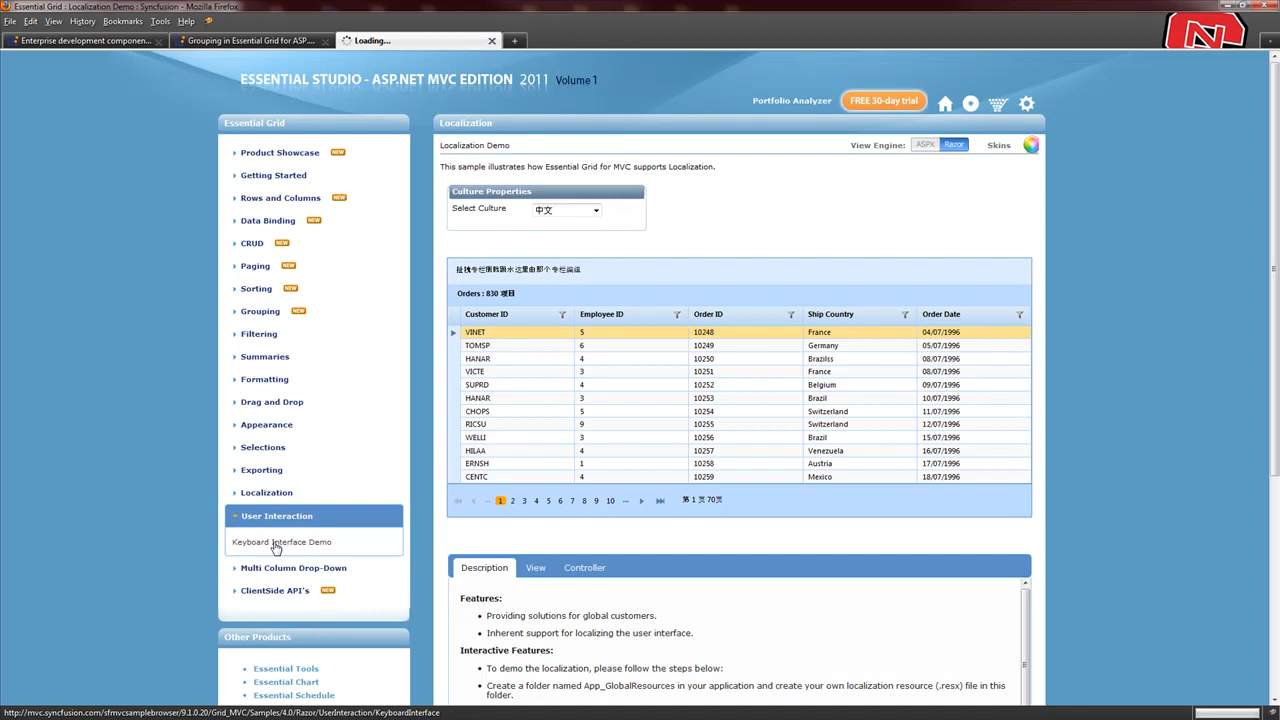 Essential Grid : Localization Demo : Syncfusion - Mozilla Firefox
File Edit View History Bookmarks Tools Help
Enterprise development componen...
Grouping in Essential Grid for ASP....
Loading...
ESSENTIAL STUDIO - ASP.NET MVC EDITION 2011 Volume 1
Portfolio Analyzer
FREE 30-day trial
Essential Grid
Product Showcase NEW
Getting Started
Rows and Columns NEW
Data Binding NEW
CRUD NEW
Paging NEW
Sorting NEW
Grouping NEW
Filtering
Summaries
Formatting
Drag and Drop
Appearance
Selections
Exporting
Localization
User Interaction
Keyboard Interface Demo
Multi Column Drop-Down
ClientSide API's NEW
Other Products
Essential Tools
Essential Chart
Essential Schedule
Localization
Localization Demo
View Engine: ASPX Razor Skins
This sample illustrates how Essential Grid for MVC supports Localization.
Culture Properties
Select Culture 中文
Orders : 830 项目
Customer ID Employee ID Order ID Ship Country Order Date
VINET 5 10248 France 04/07/1996
TOMSP 6 10249 Germany 05/07/1996
HANAR 4 10250 Brazilss 08/07/1996
VICTE 3 10251 France 08/07/1996
SUPRD 4 10252 Belgium 09/07/1996
HANAR 3 10253 Brazil 10/07/1996
CHOPS 5 10254 Switzerland 11/07/1996
RICSU 9 10255 Switzerland 12/07/1996
WELLI 3 10256 Brazil 15/07/1996
HILAA 4 10257 Venezuela 16/07/1996
ERNSH 1 10258 Austria 17/07/1996
CENTC 4 10259 Mexico 18/07/1996
1 2 3 4 5 6 7 8 9 10 ... 第 1 页 70页
Description View Controller
Features:
• Providing solutions for global customers.
• Inherent support for localizing the user interface.
Interactive Features:
• To demo the localization, please follow the steps below:
• Create a folder named App_GlobalResources in your application and create your own localization resource (.resx) file in this
folder.
http://mvc.syncfusion.com/sfmvcsamplebrowser/9.1.0.20/Grid_MVC/Samples/4.0/Razor/UserInteraction/KeyboardInterface